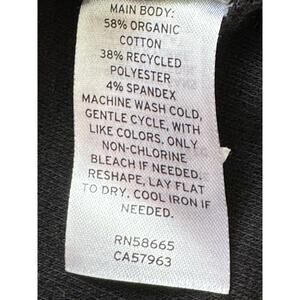 MAIN BODY:
58% ORGANIC
COTTON
38% RECYCLED
POLYESTER
4% SPANDEX
MACHINE WASH COLD,
GENTLE CYCLE, WITH
LIKE COLORS, ONLY
NON-CHLORINE
BLEACH IF NEEDED.
RESHAPE, LAY FLAT
TO DRY. COOL IRON IF
NEEDED.
RN58665
CA57963